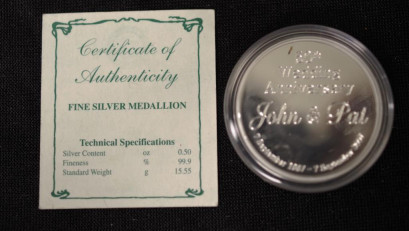 Certificate of
Authenticity
FINE SILVER MEDALLION
Technical Specifications
Silver Content oz 0.50
Fineness % 99.9
Standard Weight g 15.55
Wedding
Anniversary
John & Pat
September